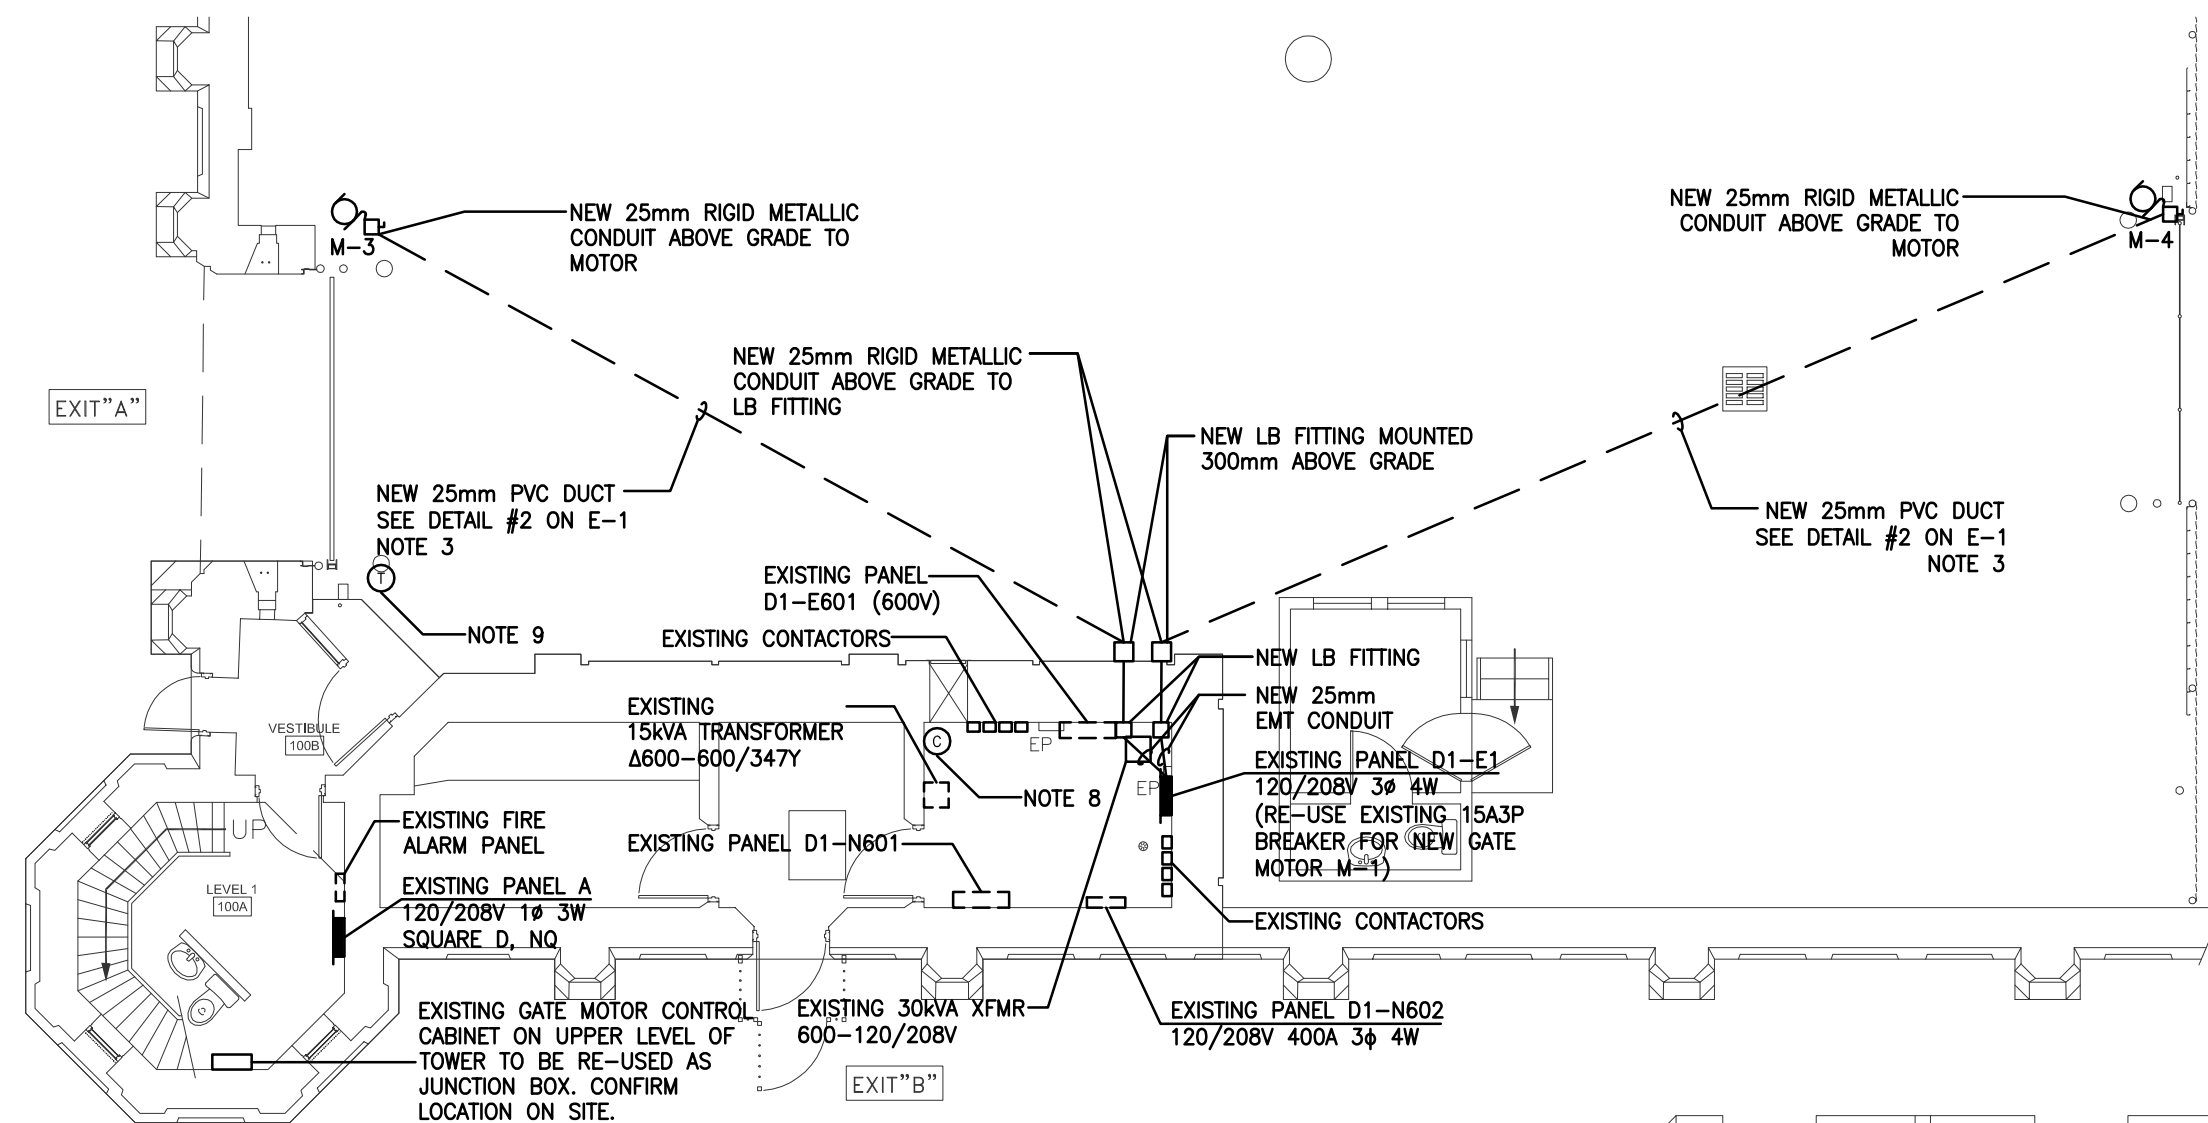 NEW 25mm RIGID METALLIC
CONDUIT ABOVE GRADE TO
MOTOR
M-3
NEW 25mm RIGID METALLIC
CONDUIT ABOVE GRADE TO
MOTOR
M-4
EXIT"A"
NEW 25mm RIGID METALLIC
CONDUIT ABOVE GRADE TO
LB FITTING
NEW LB FITTING MOUNTED
300mm ABOVE GRADE
NEW 25mm PVC DUCT
SEE DETAIL #2 ON E-1
NOTE 3
NEW 25mm PVC DUCT
SEE DETAIL #2 ON E-1
NOTE 3
T
NOTE 9
EXISTING PANEL
D1-E601 (600V)
EXISTING CONTACTORS
NEW LB FITTING
NEW 25mm
EMT CONDUIT
EXISTING
15kVA TRANSFORMER
Δ600-600/347Y
VESTIBULE
100B
C
EP
NOTE 8
EP
EXISTING PANEL D1-E1
120/208V 3ø 4W
(RE-USE EXISTING 15A3P
BREAKER FOR NEW GATE
MOTOR M-1)
UP
EXISTING FIRE
ALARM PANEL
EXISTING PANEL D1-N601
LEVEL 1
100A
EXISTING PANEL A
120/208V 1ø 3W
SQUARE D, NQ
EXISTING CONTACTORS
EXISTING GATE MOTOR CONTROL
CABINET ON UPPER LEVEL OF
TOWER TO BE RE-USED AS
JUNCTION BOX. CONFIRM
LOCATION ON SITE.
EXISTING 30kVA XFMR
600-120/208V
EXISTING PANEL D1-N602
120/208V 400A 3ϕ 4W
EXIT"B"